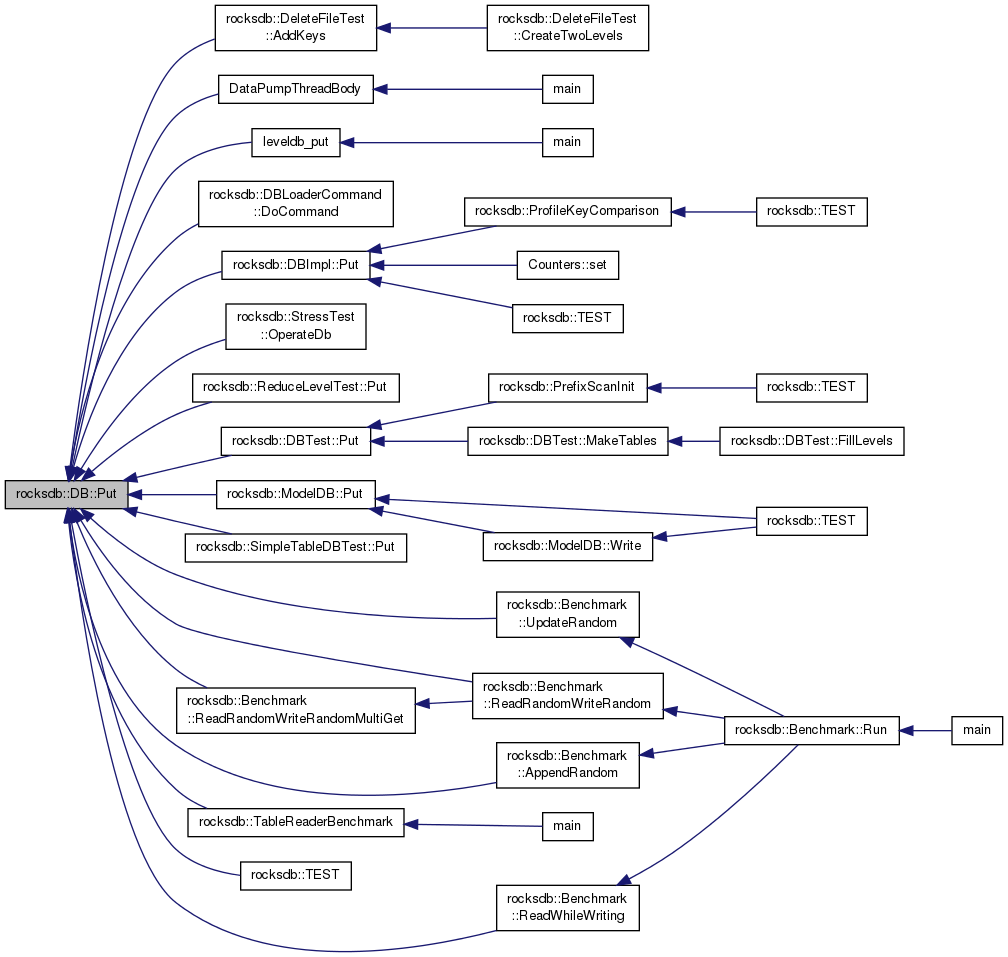 rocksdb::DeleteFileTest
::AddKeys
rocksdb::DeleteFileTest
::CreateTwoLevels
DataPumpThreadBody
main
leveldb_put
main
rocksdb::DBLoaderCommand
::DoCommand
rocksdb::ProfileKeyComparison
rocksdb::TEST
rocksdb::DBImpl::Put
Counters::set
rocksdb::TEST
rocksdb::StressTest
::OperateDb
rocksdb::ReduceLevelTest::Put
rocksdb::PrefixScanInit
rocksdb::TEST
rocksdb::DBTest::Put
rocksdb::DBTest::MakeTables
rocksdb::DBTest::FillLevels
rocksdb::DB::Put
rocksdb::ModelDB::Put
rocksdb::TEST
rocksdb::SimpleTableDBTest::Put
rocksdb::ModelDB::Write
rocksdb::Benchmark
::UpdateRandom
rocksdb::Benchmark
::ReadRandomWriteRandomMultiGet
rocksdb::Benchmark
::ReadRandomWriteRandom
rocksdb::Benchmark::Run
main
rocksdb::Benchmark
::AppendRandom
rocksdb::TableReaderBenchmark
main
rocksdb::TEST
rocksdb::Benchmark
::ReadWhileWriting